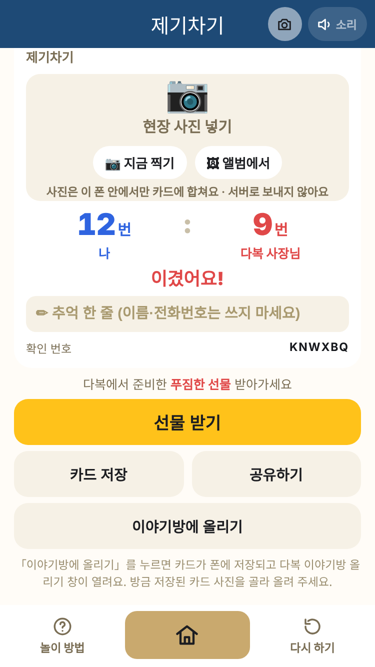 제기차기
소리
제기차기
현장 사진 넣기
지금 찍기
앨범에서
사진은 이 폰 안에서만 카드에 합쳐요 · 서버로 보내지 않아요
12번 : 9번
나
다복 사장님
이겼어요!
✏ 추억 한 줄 (이름·전화번호는 쓰지 마세요)
확인 번호
KNWXBQ
다복에서 준비한 푸짐한 선물 받아가세요
선물 받기
카드 저장
공유하기
이야기방에 올리기
「이야기방에 올리기」를 누르면 카드가 폰에 저장되고 다복 이야기방 올
리기 창이 열려요. 방금 저장된 카드 사진을 골라 올려 주세요.
놀이 방법
다시 하기